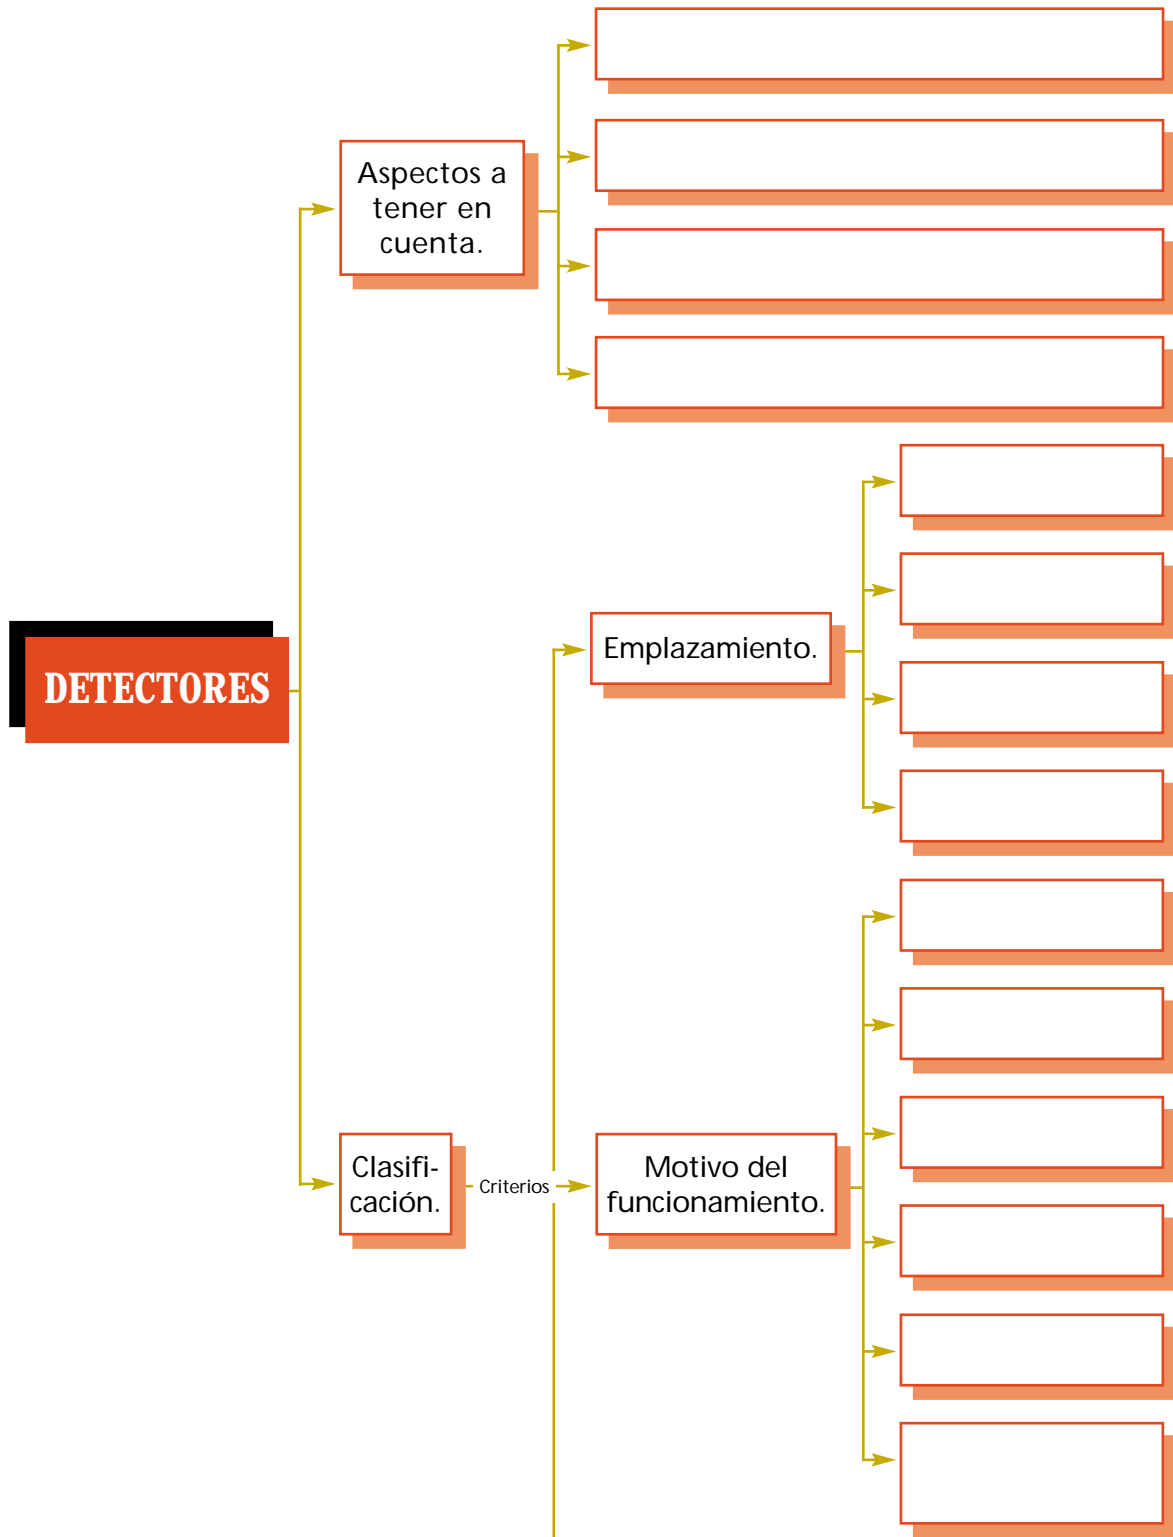 Aspectos a
tener en
cuenta.
DETECTORES
Emplazamiento.
Clasifi-
cación.
Criterios
Motivo del
funcionamiento.